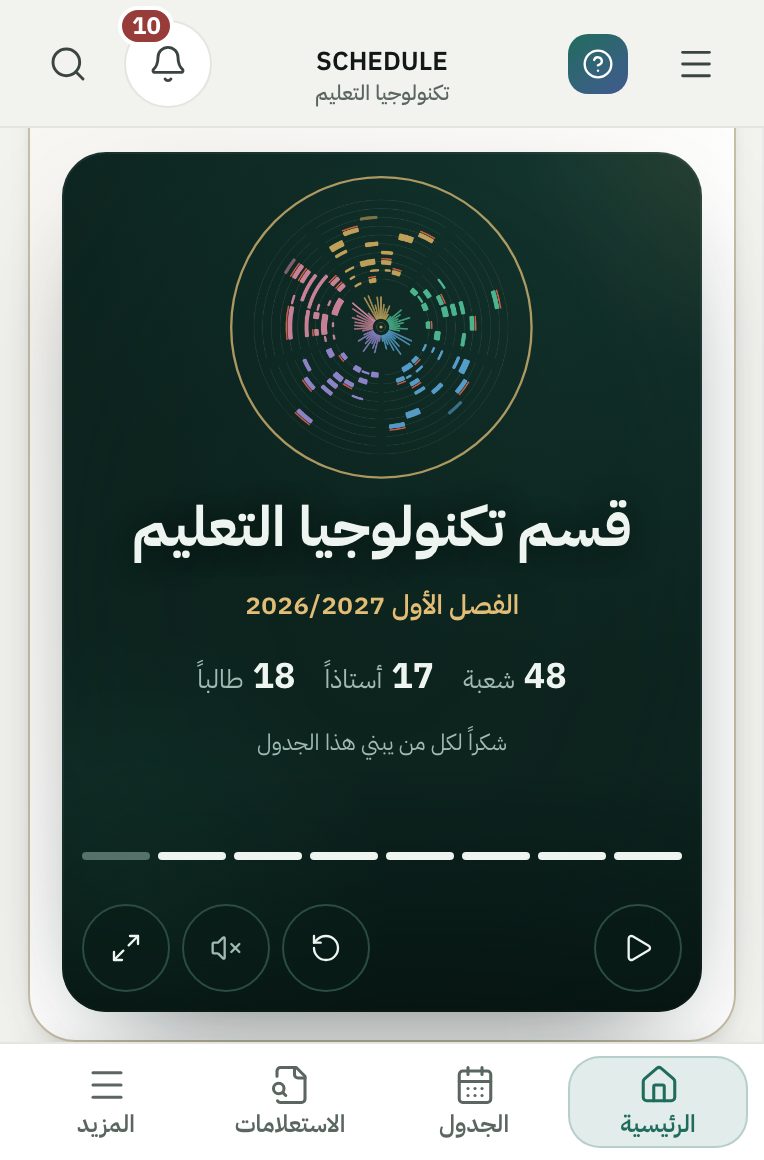 10
SCHEDULE
تكنولوجيا التعليم
قسم تكنولوجيا التعليم
الفصل الأول 2026/2027
48 شعبة 17 أستاذاً 18 طالباً
شكراً لكل من يبني هذا الجدول
الرئيسية
الجدول
الاستعلامات
المزيد